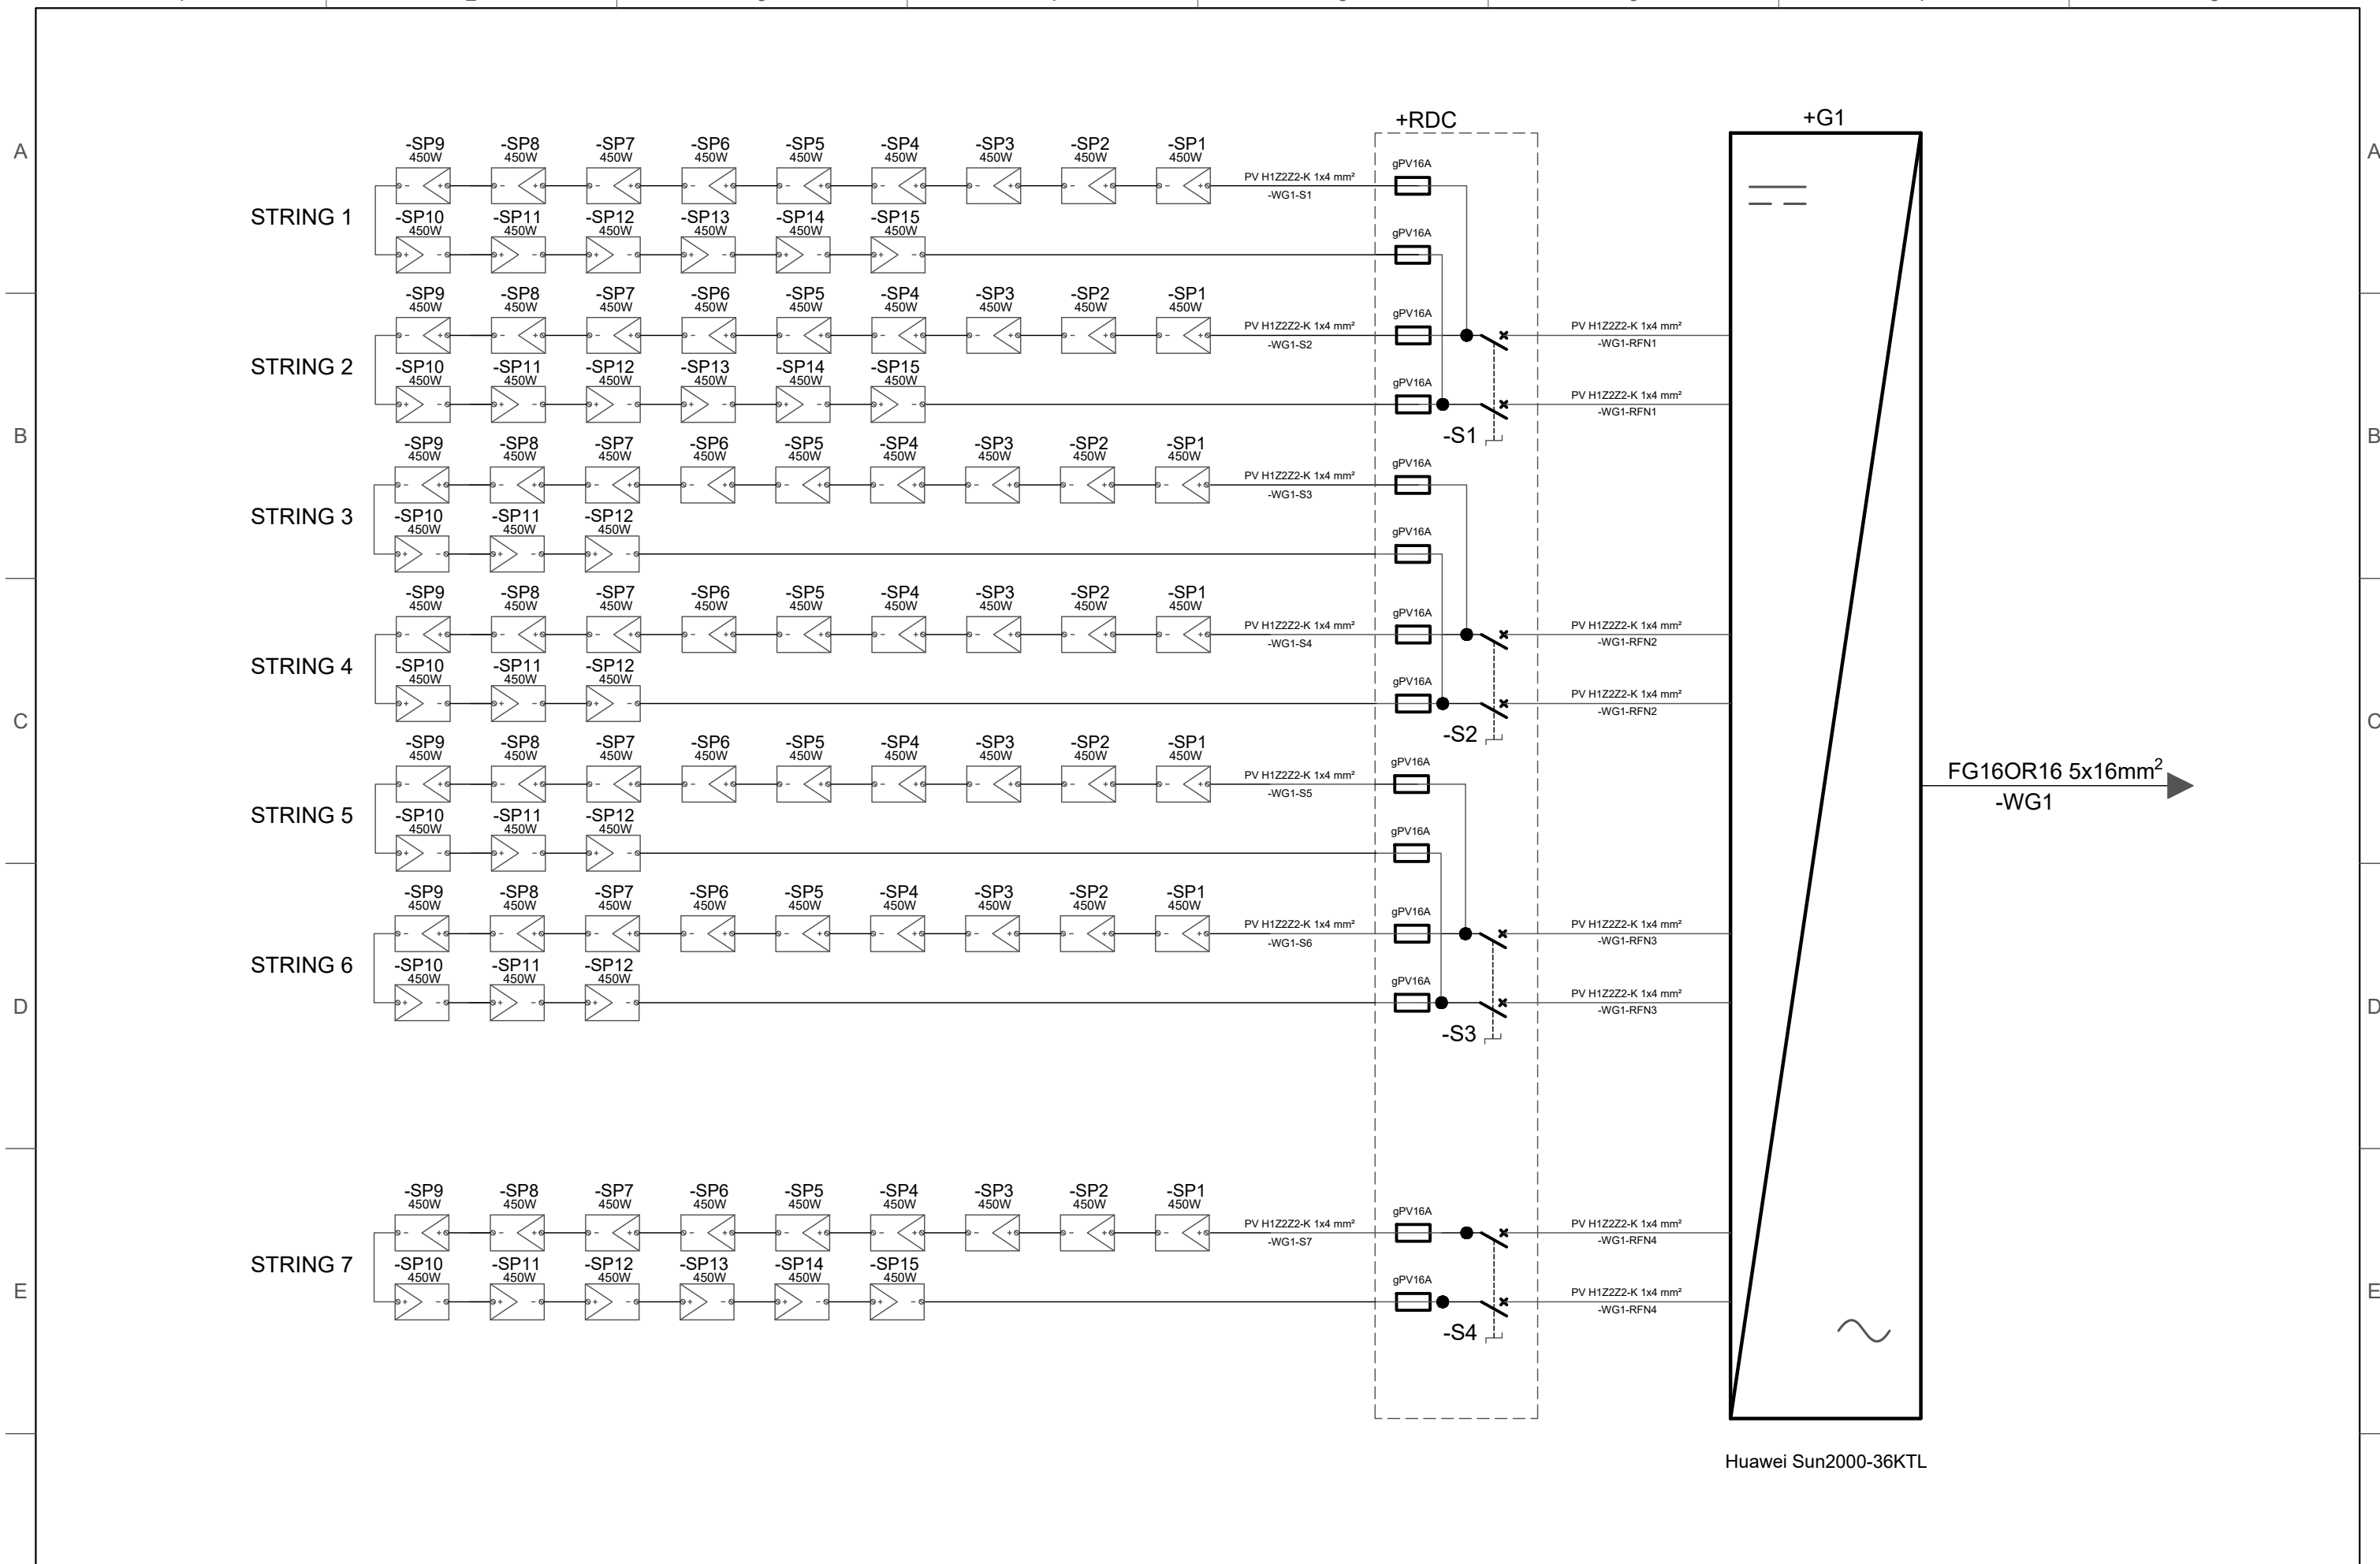 +RDC
+G1
A
A
-SP9 -SP8 -SP7 -SP6 -SP5 -SP4 -SP3 -SP2 -SP1
450W 450W 450W 450W 450W 450W 450W 450W 450W
gPV16A
PV H1Z2Z2-K 1x4 mm²
-WG1-S1
STRING 1
-SP10 -SP11 -SP12 -SP13 -SP14 -SP15
450W 450W 450W 450W 450W 450W
gPV16A
-SP9 -SP8 -SP7 -SP6 -SP5 -SP4 -SP3 -SP2 -SP1
450W 450W 450W 450W 450W 450W 450W 450W 450W
gPV16A
PV H1Z2Z2-K 1x4 mm²
-WG1-S2
PV H1Z2Z2-K 1x4 mm²
-WG1-RFN1
STRING 2
-SP10 -SP11 -SP12 -SP13 -SP14 -SP15
450W 450W 450W 450W 450W 450W
gPV16A
PV H1Z2Z2-K 1x4 mm²
-WG1-RFN1
-S1
B
B
-SP9 -SP8 -SP7 -SP6 -SP5 -SP4 -SP3 -SP2 -SP1
450W 450W 450W 450W 450W 450W 450W 450W 450W
gPV16A
PV H1Z2Z2-K 1x4 mm²
-WG1-S3
STRING 3
-SP10 -SP11 -SP12
450W 450W 450W
gPV16A
-SP9 -SP8 -SP7 -SP6 -SP5 -SP4 -SP3 -SP2 -SP1
450W 450W 450W 450W 450W 450W 450W 450W 450W
gPV16A
PV H1Z2Z2-K 1x4 mm²
-WG1-S4
PV H1Z2Z2-K 1x4 mm²
-WG1-RFN2
STRING 4
-SP10 -SP11 -SP12
450W 450W 450W
gPV16A
PV H1Z2Z2-K 1x4 mm²
-WG1-RFN2
-S2
C
C
-SP9 -SP8 -SP7 -SP6 -SP5 -SP4 -SP3 -SP2 -SP1
450W 450W 450W 450W 450W 450W 450W 450W 450W
gPV16A
PV H1Z2Z2-K 1x4 mm²
-WG1-S5
FG16OR16 5x16mm²
-WG1
STRING 5
-SP10 -SP11 -SP12
450W 450W 450W
gPV16A
-SP9 -SP8 -SP7 -SP6 -SP5 -SP4 -SP3 -SP2 -SP1
450W 450W 450W 450W 450W 450W 450W 450W 450W
gPV16A
PV H1Z2Z2-K 1x4 mm²
-WG1-S6
PV H1Z2Z2-K 1x4 mm²
-WG1-RFN3
STRING 6
-SP10 -SP11 -SP12
450W 450W 450W
gPV16A
PV H1Z2Z2-K 1x4 mm²
-WG1-RFN3
-S3
D
D
-SP9 -SP8 -SP7 -SP6 -SP5 -SP4 -SP3 -SP2 -SP1
450W 450W 450W 450W 450W 450W 450W 450W 450W
gPV16A
PV H1Z2Z2-K 1x4 mm²
-WG1-S7
PV H1Z2Z2-K 1x4 mm²
-WG1-RFN4
STRING 7
-SP10 -SP11 -SP12 -SP13 -SP14 -SP15
450W 450W 450W 450W 450W 450W
gPV16A
PV H1Z2Z2-K 1x4 mm²
-WG1-RFN4
-S4
E
E
Huawei Sun2000-36KTL